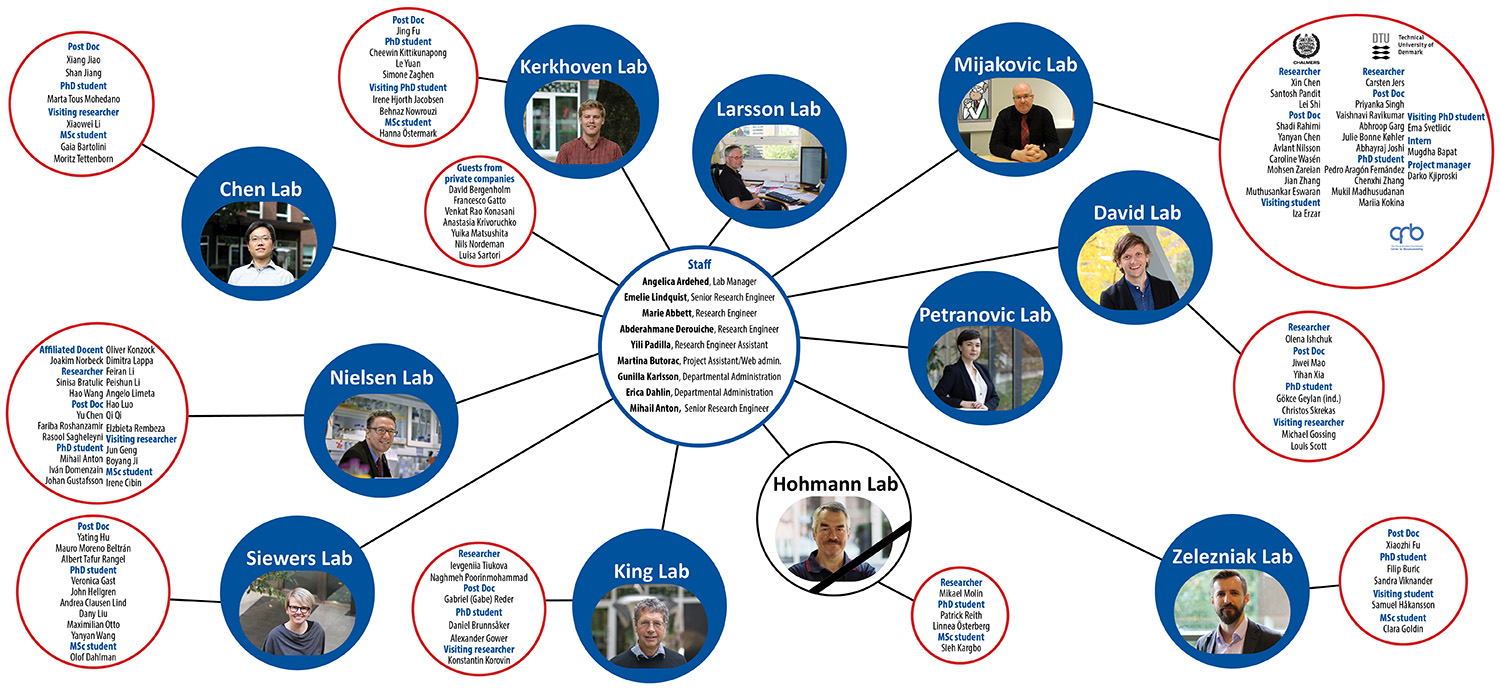 Post Doc
Xiang Jiao
Shan Jiang
PhD student
Marta Tous Mohedano
Visiting researcher
Xiaowei Li
MSc student
Gaia Bartolini
Moritz Tettenborn
Chen Lab
Post Doc
Jing Fu
PhD student
Cheewin Kittikunapong
Le Yuan
Simone Zaghen
Visiting PhD student
Irene Hjorth Jacobsen
Behnaz Nowrouzi
MSc student
Hanna Östermark
Kerkhoven Lab
Guests from
private companies
David Bergenholm
Francesco Gatto
Venkat Rao Konasani
Anastasia Krivoruchko
Yuika Matsushita
Nils Nordeman
Luisa Sartori
Larsson Lab
Mijakovic Lab
CHALMERS
Researcher
Xin Chen
Santosh Pandit
Lei Shi
Post Doc
Shadi Rahimi
Yanyan Chen
Avlant Nilsson
Caroline Wasén
Mohsen Zareian
Jian Zhang
Muthusankar Eswaran
Visiting student
Iza Erzar
DTU
Technical
University of
Denmark
Researcher
Carsten Jers
Post Doc
Priyanka Singh
Vaishnavi Ravikumar
Abhroop Garg
Julie Bonne Køhler
Abhayraj Joshi
PhD student
Pedro Aragón Fernández
Chenxhi Zhang
Mukil Madhusudanan
Mariia Kokina
Visiting PhD student
Ema Svetlicic
Intern
Mugdha Bapat
Project manager
Darko Kjiproski
David Lab
Researcher
Olena Ishchuk
Post Doc
Jiwei Mao
Yihan Xia
PhD student
Gökce Geylan (ind.)
Christos Skrekas
Visiting researcher
Michael Gossing
Louis Scott
Petranovic Lab
Staff
Angelica Ardehed, Lab Manager
Emelie Lindquist, Senior Research Engineer
Marie Abbett, Research Engineer
Abderahmane Derouiche, Research Engineer
Yili Padilla, Research Engineer Assistant
Martina Butorac, Project Assistant/Web admin.
Gunilla Karlsson, Departmental Administration
Erica Dahlin, Departmental Administration
Mihail Anton, Senior Research Engineer
Nielsen Lab
Affiliated Docent
Joakim Norbeck
Researcher
Sinisa Bratulic
Hao Wang
Post Doc
Yu Chen
Fariba Roshanzamir
Rasool Sagheleyni
PhD student
Mihail Anton
Iván Domenzain
Johan Gustafsson
Oliver Konzock
Dimitra Lappa
Feiran Li
Peishun Li
Angelo Limeta
Hao Luo
Qi Qi
Elzbieta Rembeza
Visiting researcher
Jun Geng
Boyang Ji
MSc student
Irene Cibin
Siewers Lab
Post Doc
Yating Hu
Mauro Moreno Beltrán
Albert Tafur Rangel
PhD student
Veronica Gast
John Hellgren
Andrea Clausen Lind
Dany Liu
Maximilian Otto
Yanyan Wang
MSc student
Olof Dahlman
King Lab
Researcher
Ievgeniia Tiukova
Naghmeh Poorinmohammad
Post Doc
Gabriel (Gabe) Reder
PhD student
Daniel Brunnsåker
Alexander Gower
Visiting researcher
Konstantin Korovin
Hohmann Lab
Researcher
Mikael Molin
PhD student
Patrick Reith
Linnea Österberg
MSc student
Sleh Kargbo
Zelezniak Lab
Post Doc
Xiaozhi Fu
PhD student
Filip Buric
Sandra Viknander
Visiting student
Samuel Håkansson
MSc student
Clara Goldin